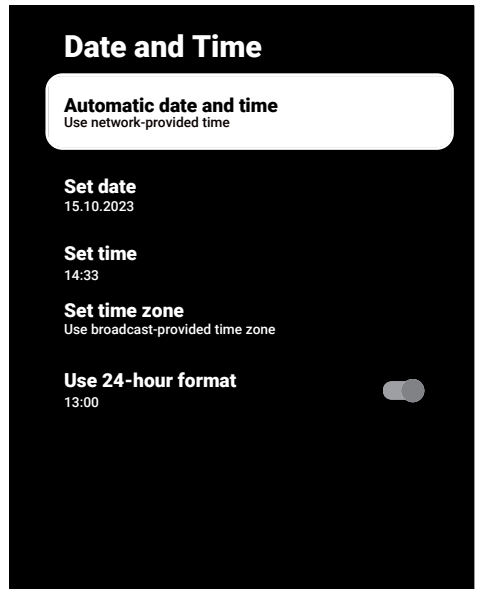 Date and Time
Automatic date and time
Use network-provided time
Set date
15.10.2023
Set time
14:33
Set time zone
Use broadcast-provided time zone
Use 24-hour format
13:00